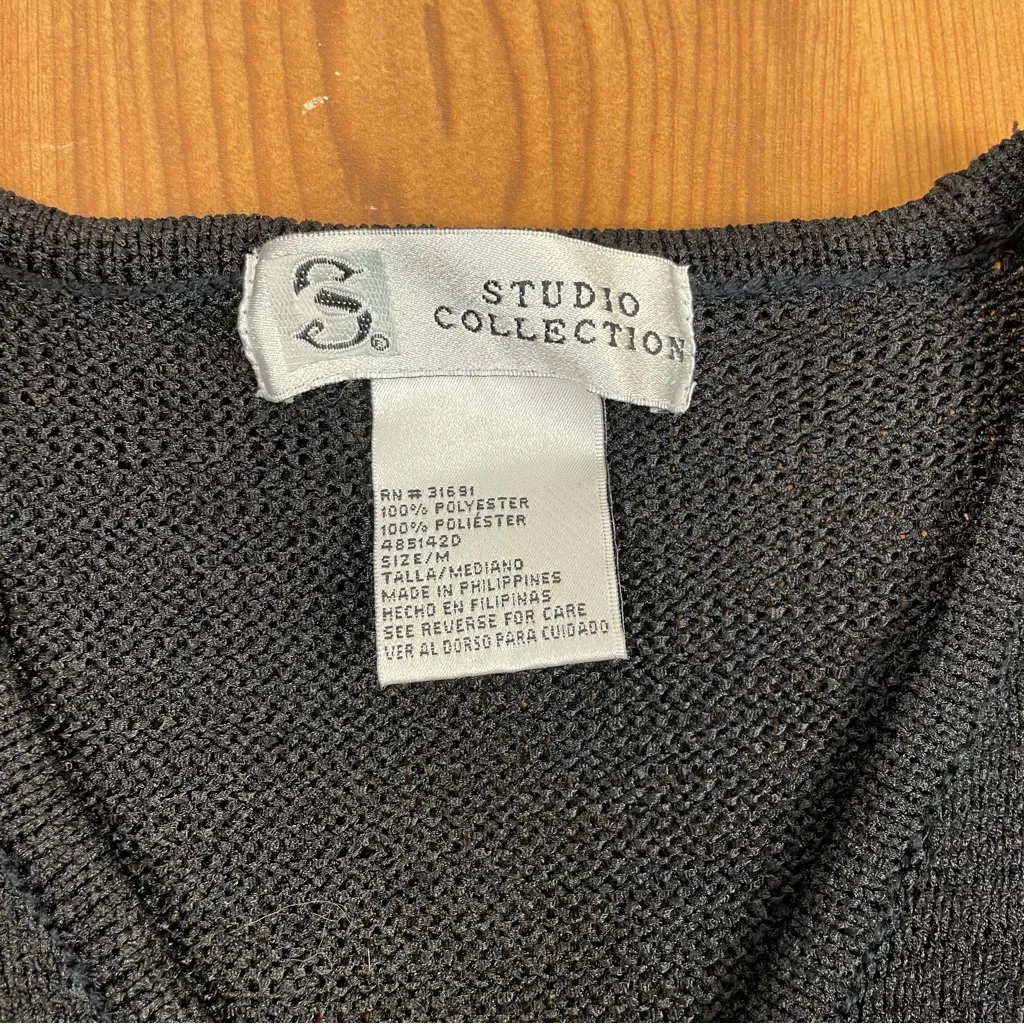 S®
STUDIO
COLLECTION
RN # 31691
100% POLYESTER
100% POLIÉSTER
485142D
SIZE/M
TALLA/MEDIANO
MADE IN PHILIPPINES
HECHO EN FILIPINAS
SEE REVERSE FOR CARE
VER AL DORSO PARA CUIDADO